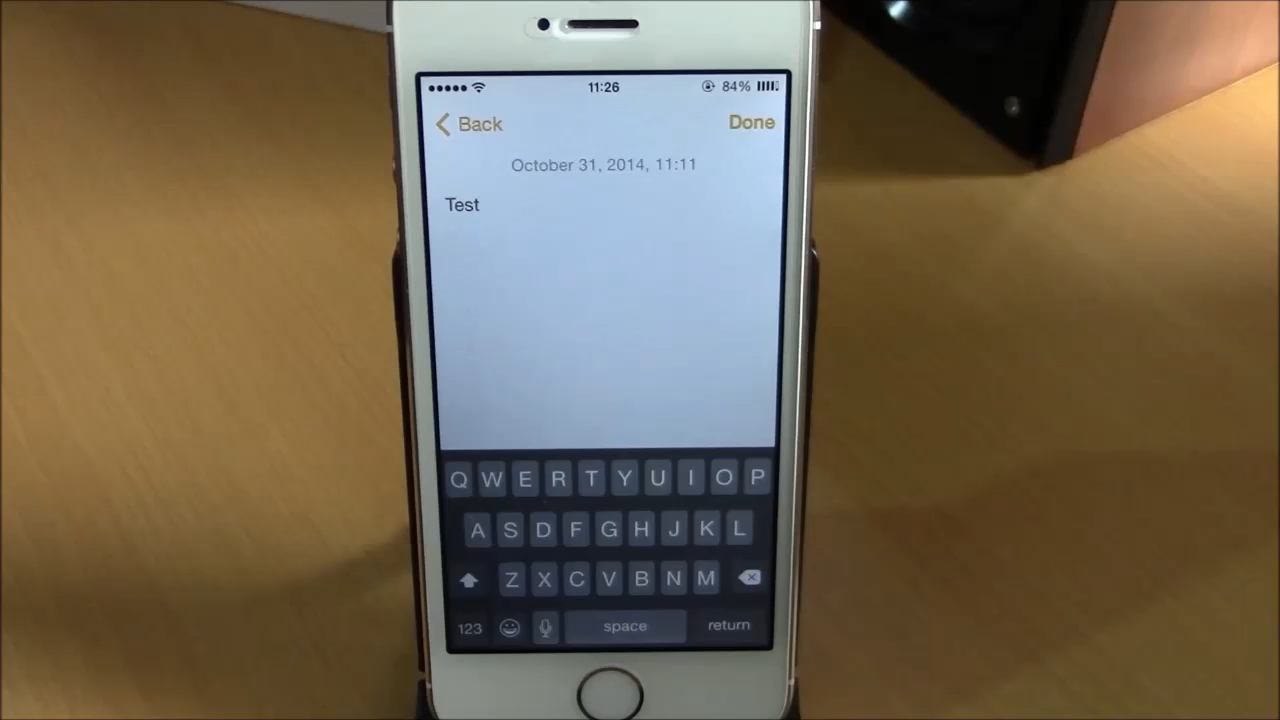 11:26 84%
Back Done
October 31, 2014, 11:11
Test
Q W E R T Y U I O P
A S D F G H J K L
Z X C V B N M
123 space return